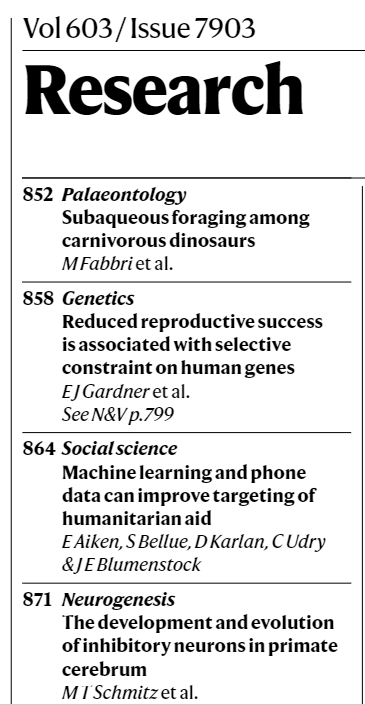 Vol 603 / Issue 7903
Research
852 Palaeontology
Subaqueous foraging among
carnivorous dinosaurs
M Fabbri et al.
858 Genetics
Reduced reproductive success
is associated with selective
constraint on human genes
E J Gardner et al.
See N&V p.799
864 Social science
Machine learning and phone
data can improve targeting of
humanitarian aid
E Aiken, S Bellue, D Karlan, C Udry
& J E Blumenstock
871 Neurogenesis
The development and evolution
of inhibitory neurons in primate
cerebrum
M T Schmitz et al.